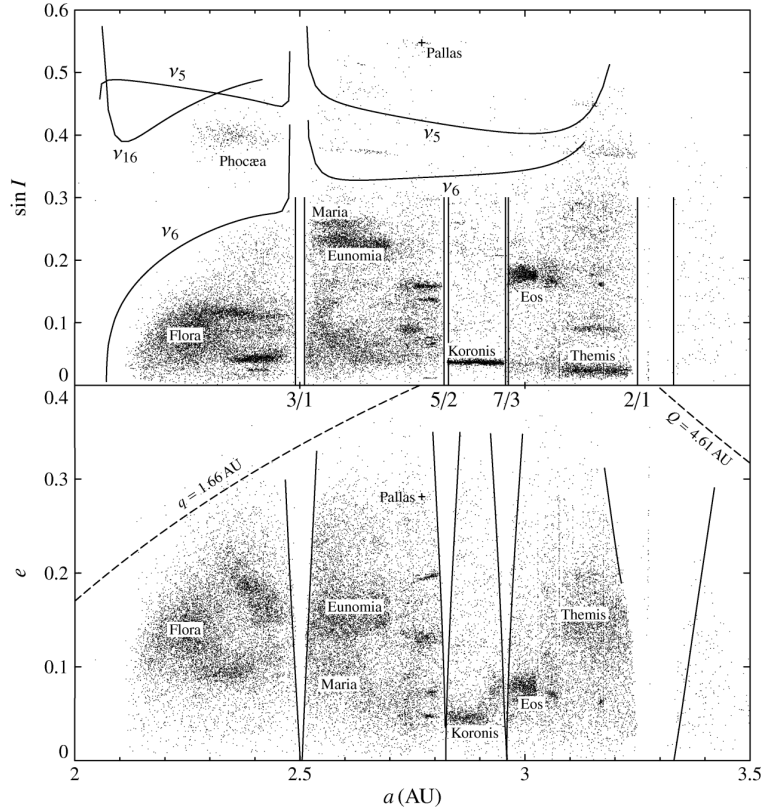 0.6
0.5
0.4
0.3
0.2
0.1
0
sin I
ν5
ν16
Phocæa
ν6
Flora
Pallas
ν5
ν6
Maria
Eunomia
Koronis
Eos
Themis
3/1
5/2
7/3
2/1
0.4
0.3
0.2
0.1
0
e
q = 1.66 AU
Q = 4.61 AU
Pallas
Flora
Eunomia
Maria
Koronis
Eos
Themis
2
2.5
3
3.5
a (AU)